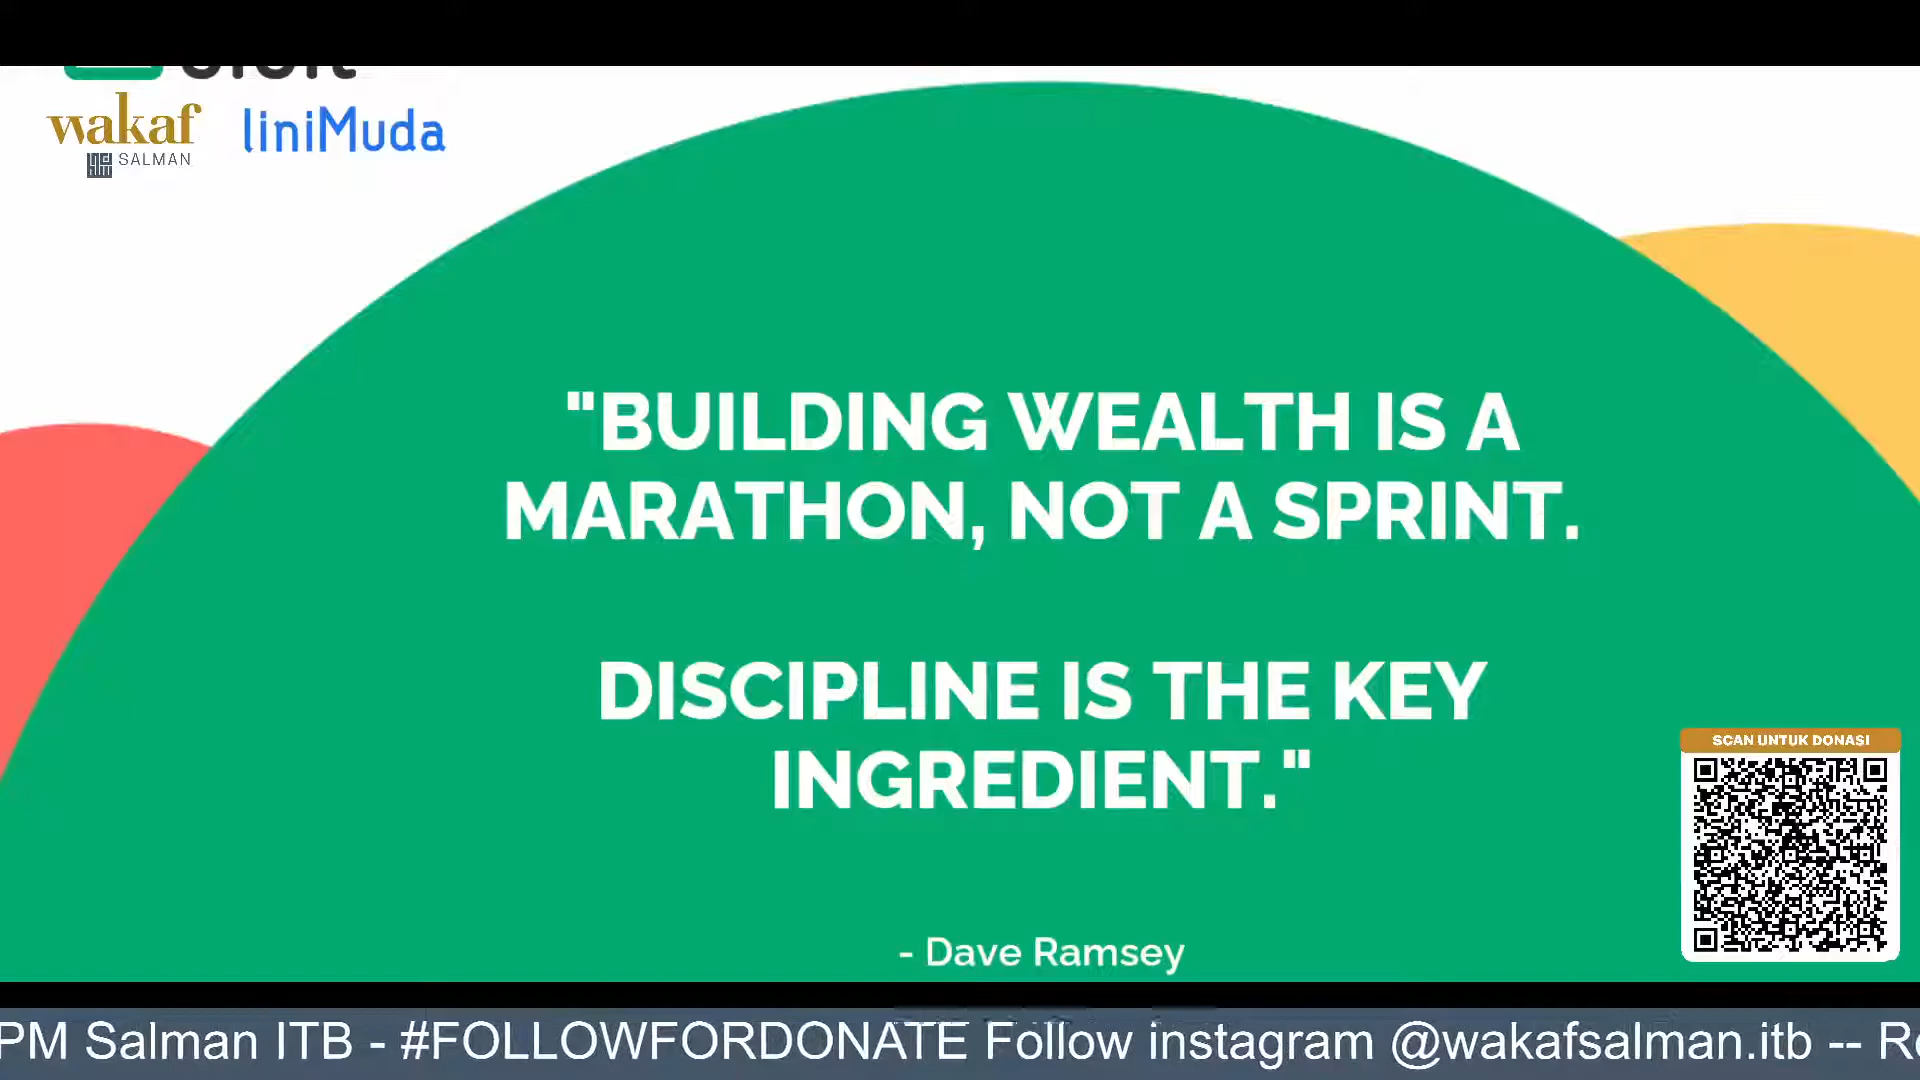 wakaf
SALMAN
liniMuda
"BUILDING WEALTH IS A
MARATHON, NOT A SPRINT.
DISCIPLINE IS THE KEY
INGREDIENT."
- Dave Ramsey
SCAN UNTUK DONASI
PM Salman ITB - #FOLLOWFORDONATE Follow instagram @wakafsalman.itb --